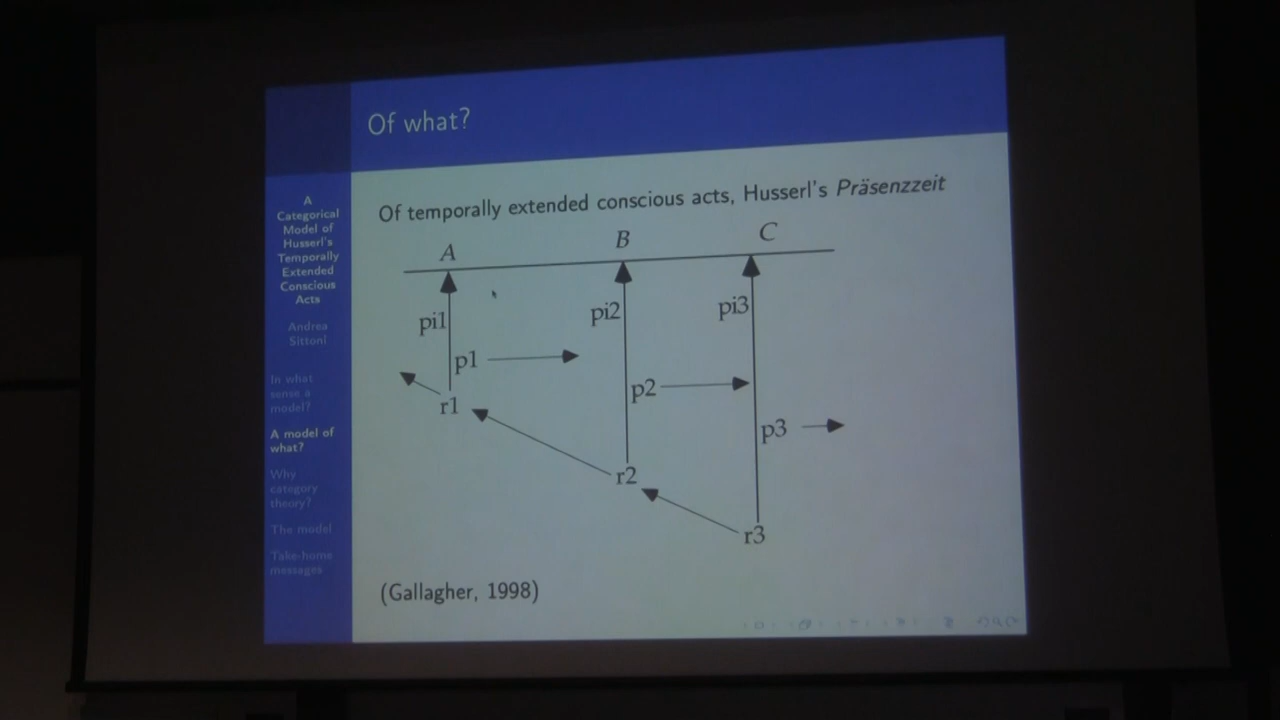 Of what?
A
Categorical
Model of
Husserl's
Temporally
Extended
Conscious
Acts
Andrea
Sittoni
In what
sense a
model?
A model of
what?
Why
category
theory?
The model
Take-home
messages
Of temporally extended conscious acts, Husserl's Präsenzzeit
A B C
pi1 pi2 pi3
p1
p2
r1
p3
r2
r3
(Gallagher, 1998)